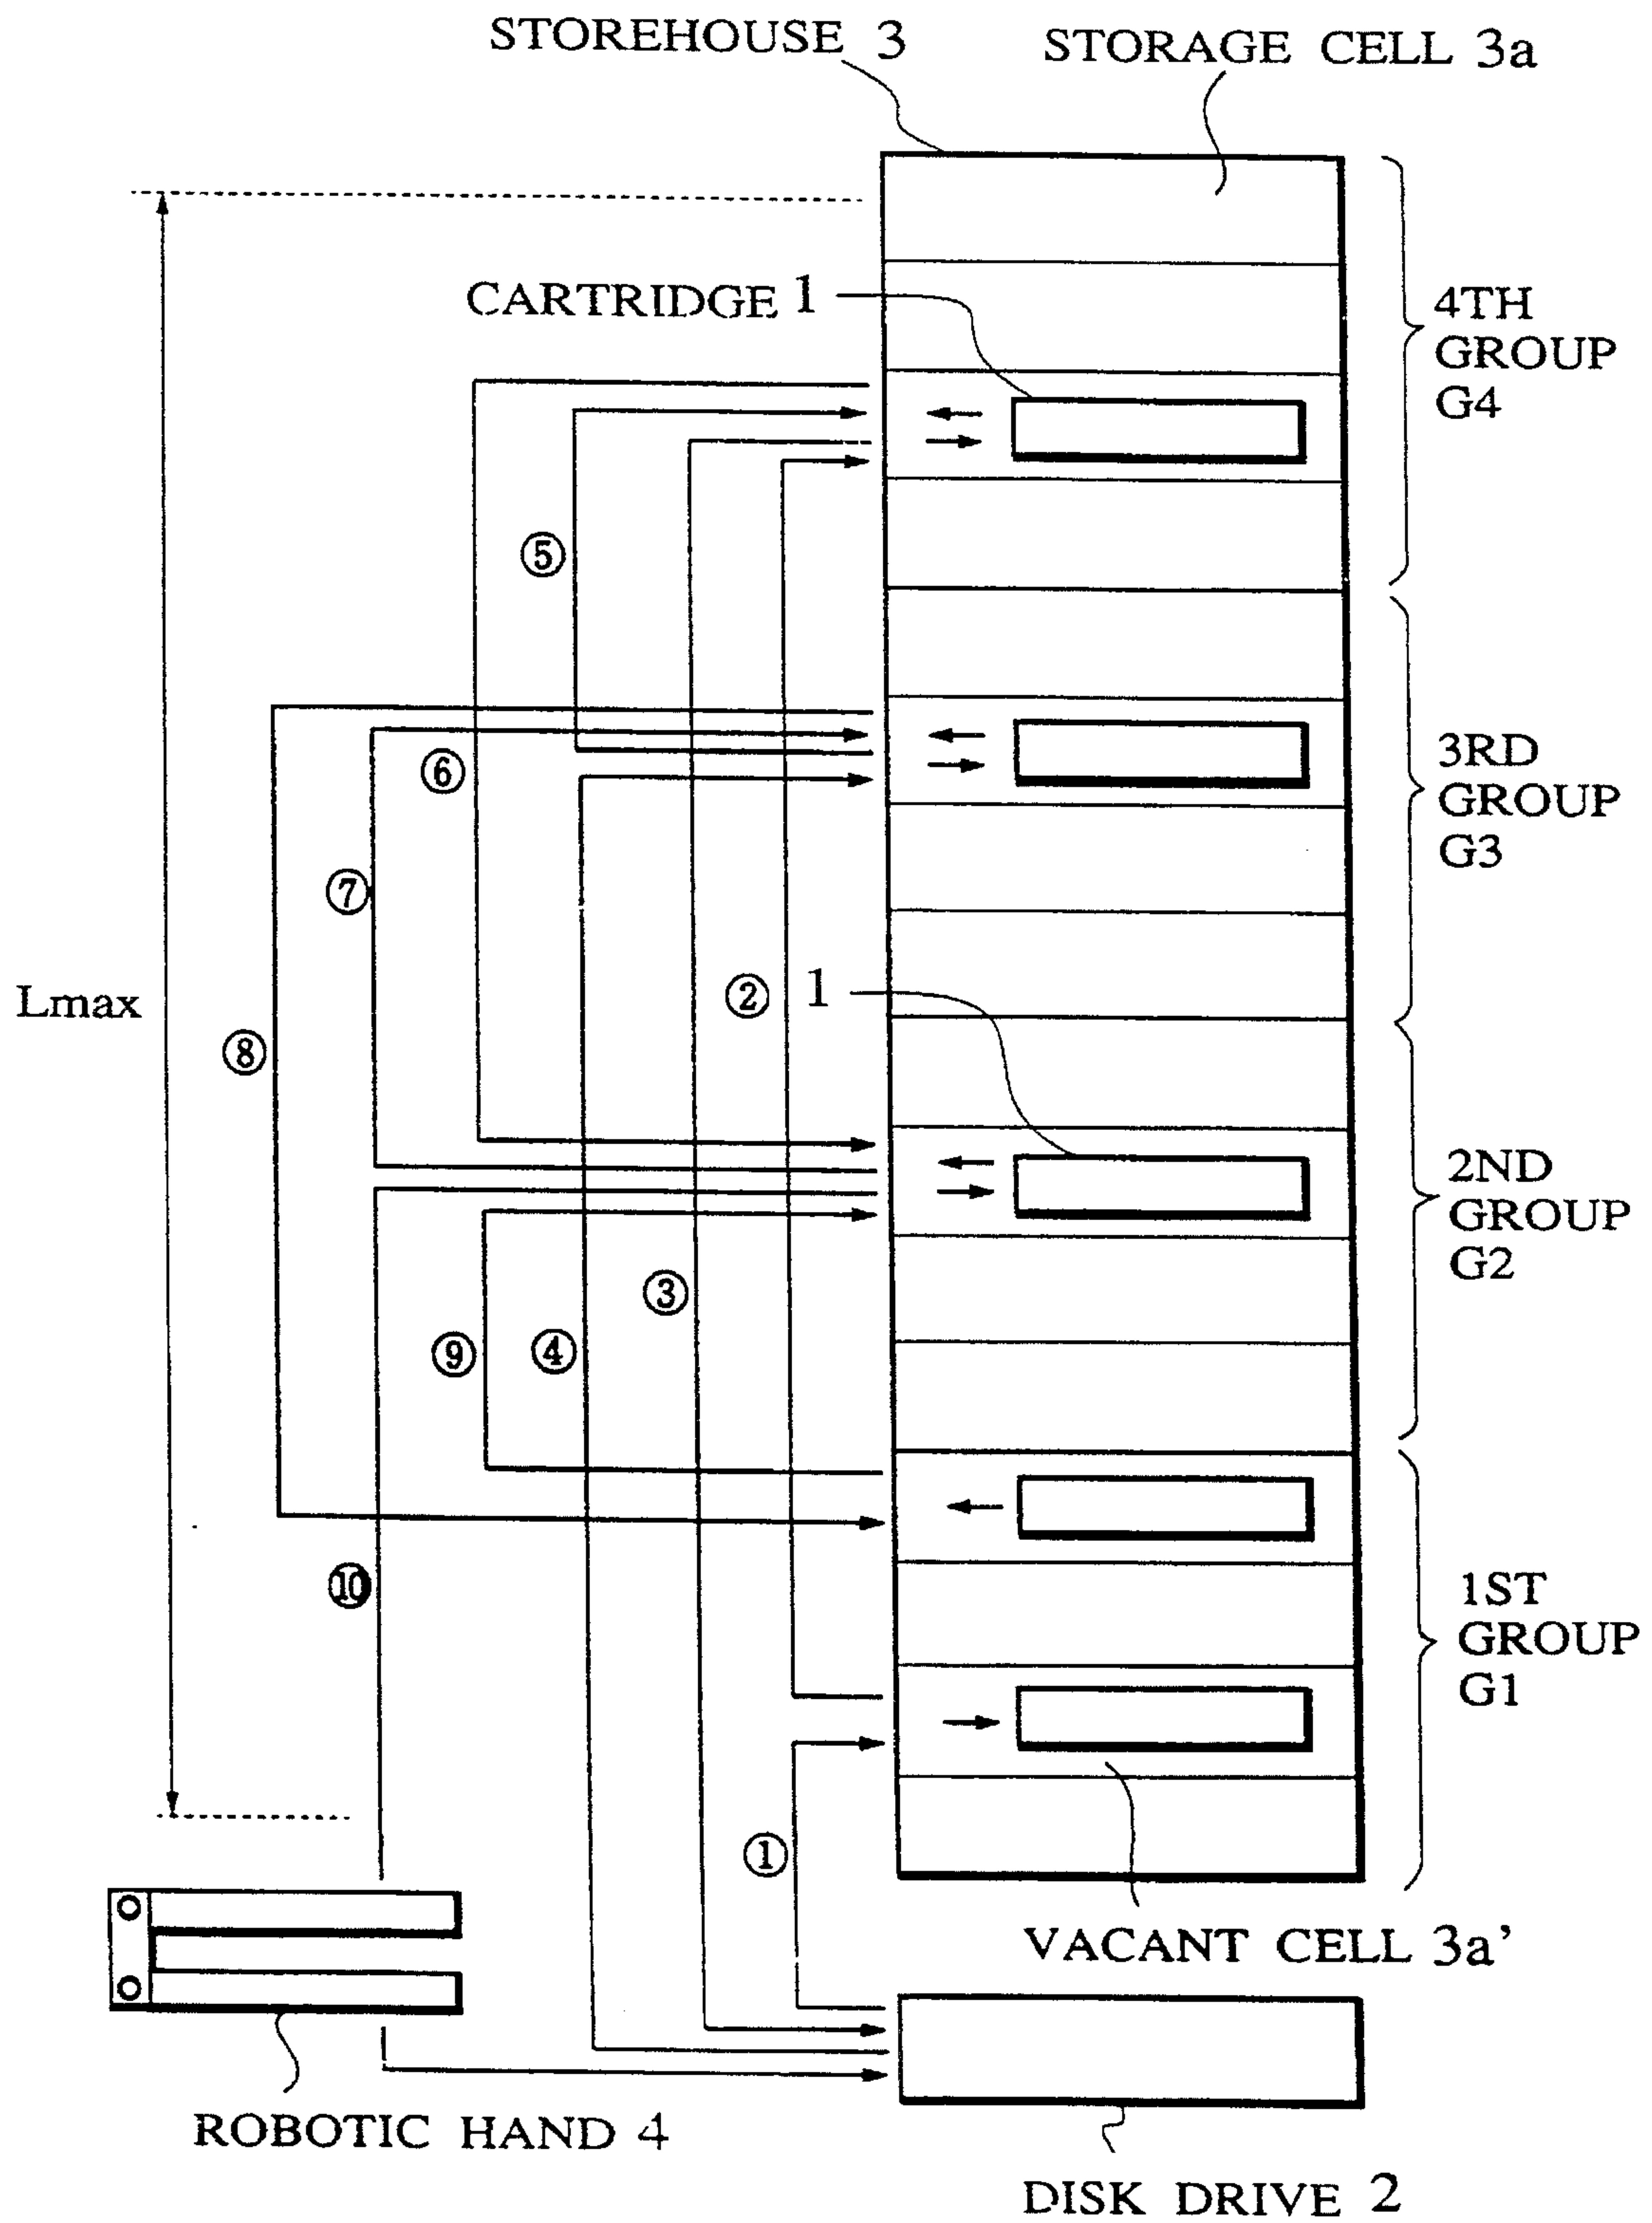 STOREHOUSE 3
STORAGE CELL 3a
CARTRIDGE 1
4TH
GROUP
G4
⑤
⑥
3RD
GROUP
G3
⑦
②
1
Lmax
⑧
2ND
GROUP
G2
③
⑨
④
⑩
1ST
GROUP
G1
①
VACANT CELL 3a’
ROBOTIC HAND 4
DISK DRIVE 2